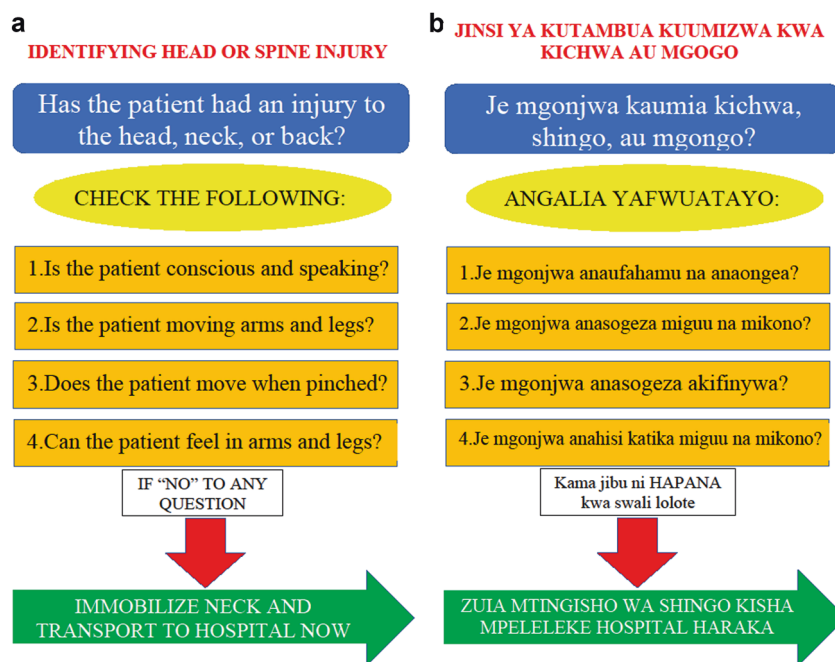 a
IDENTIFYING HEAD OR SPINE INJURY
Has the patient had an injury to
the head, neck, or back?
CHECK THE FOLLOWING:
1.Is the patient conscious and speaking?
2.Is the patient moving arms and legs?
3.Does the patient move when pinched?
4.Can the patient feel in arms and legs?
IF “NO” TO ANY
QUESTION
IMMOBILIZE NECK AND
TRANSPORT TO HOSPITAL NOW
b
JINSI YA KUTAMBUA KUUMIZWA KWA
KICHWA AU MGOGO
Je mgonjwa kaumia kichwa,
shingo, au mgongo?
ANGALIA YAFWUATAYO:
1.Je mgonjwa anaufahamu na anaongea?
2.Je mgonjwa anasogeza miguu na mikono?
3.Je mgonjwa anasogeza akifinywa?
4.Je mgonjwa anahisi katika miguu na mikono?
Kama jibu ni HAPANA
kwa swali lolote
ZUIA MTINGISHO WA SHINGO KISHA
MPELELEKE HOSPITAL HARAKA